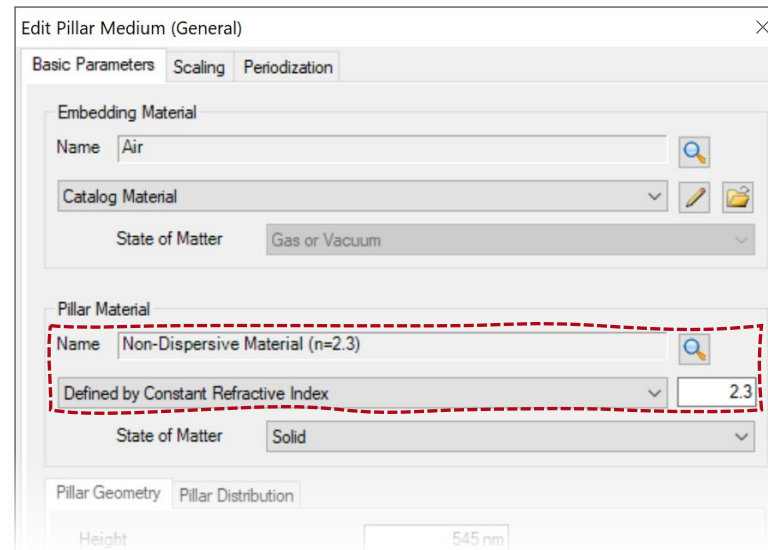 Edit Pillar Medium (General)
Basic Parameters Scaling Periodization
Embedding Material
Name Air
Catalog Material
State of Matter Gas or Vacuum
Pillar Material
Name Non-Dispersive Material (n=2.3)
Defined by Constant Refractive Index 2.3
State of Matter Solid
Pillar Geometry Pillar Distribution
Height 545 nm